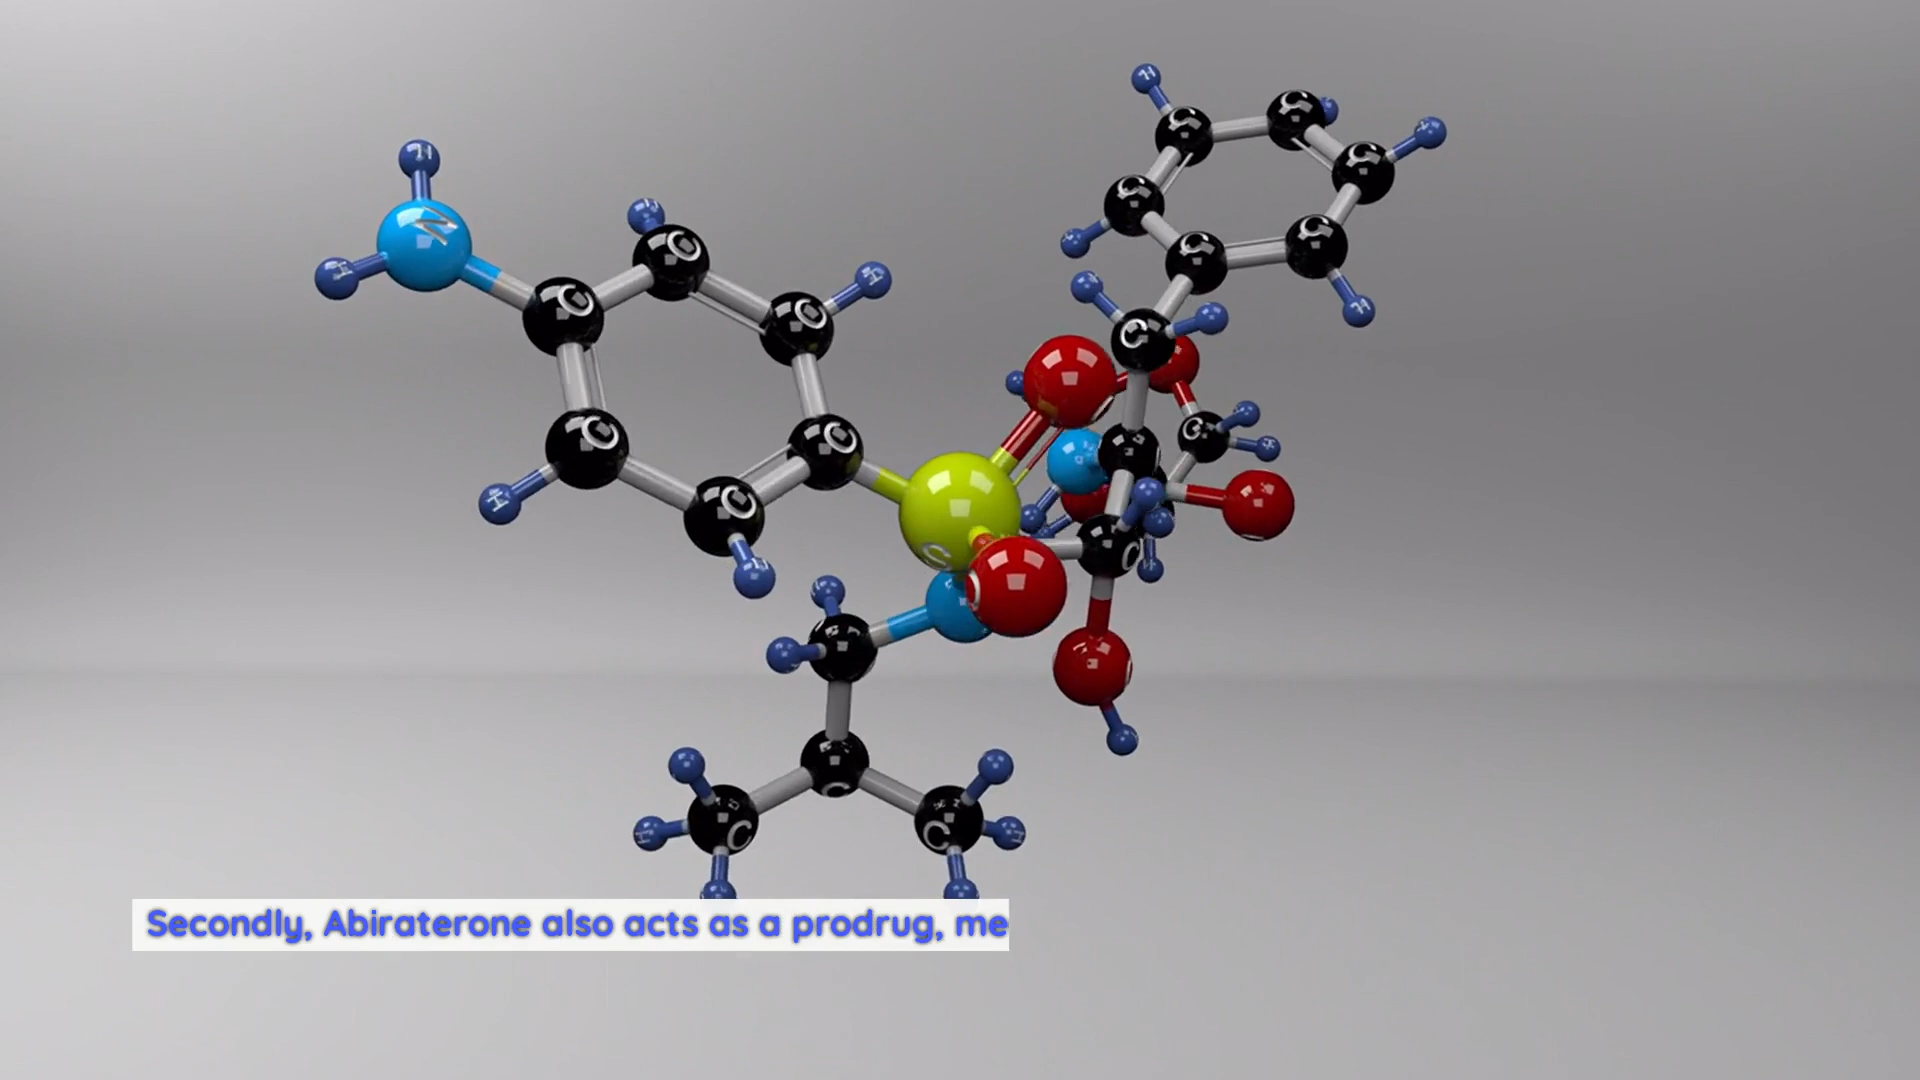 Secondly, Abiraterone also acts as a prodrug, me